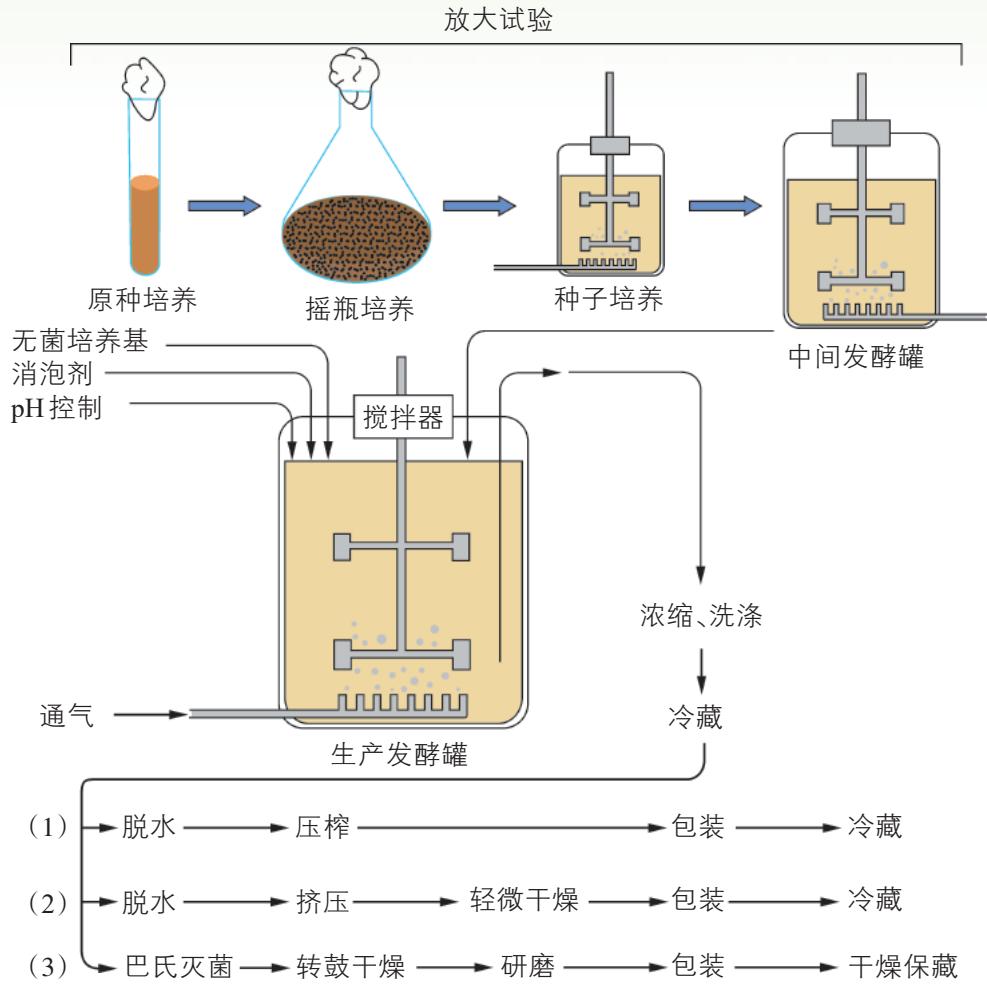 放大试验
原种培养
摇瓶培养
种子培养
中间发酵罐
无菌培养基
消泡剂
pH控制
搅拌器
浓缩、洗涤
通气
冷藏
生产发酵罐
(1) 脱水 压榨 包装 冷藏
(2) 脱水 挤压 轻微干燥 包装 冷藏
(3) 巴氏灭菌 转鼓干燥 研磨 包装 干燥保藏